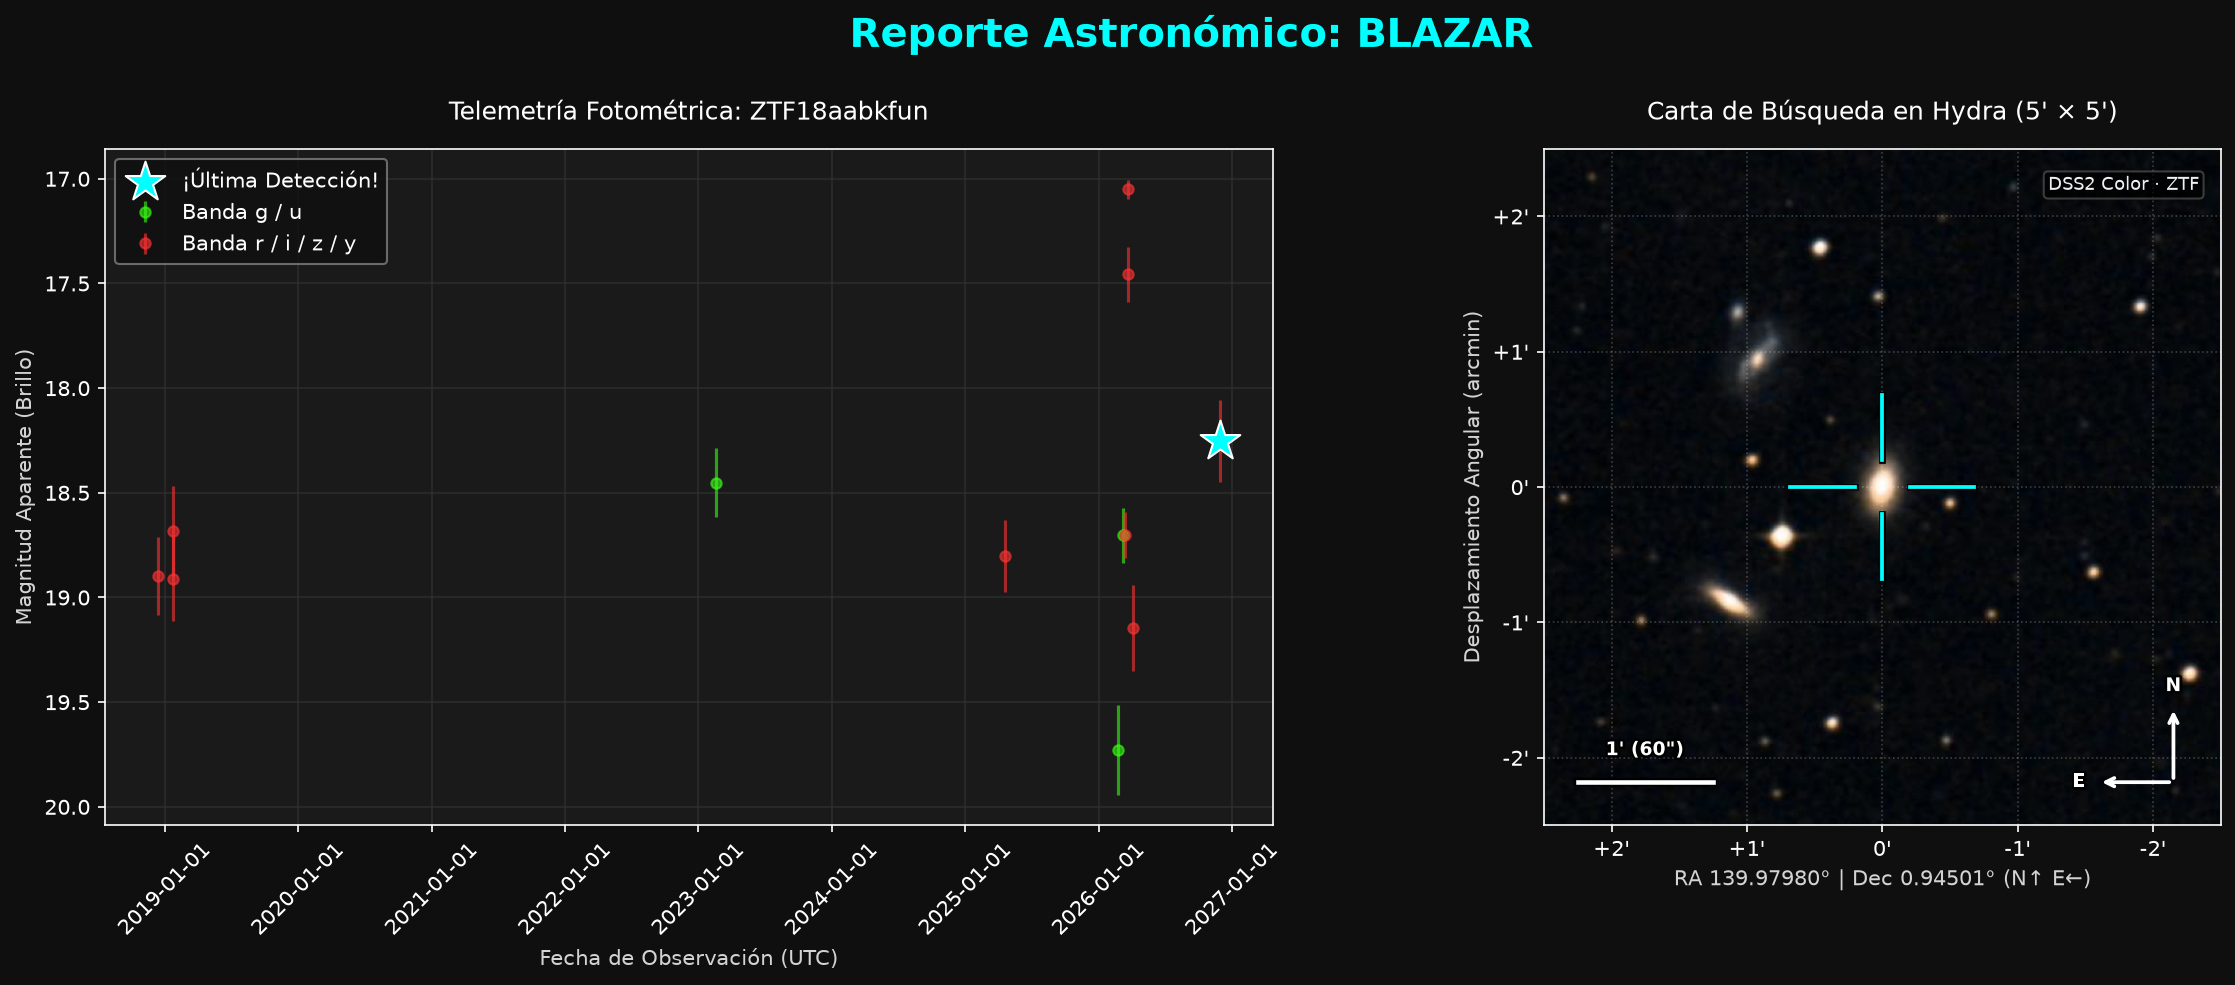 Reporte Astronómico: BLAZAR
Telemetría Fotométrica: ZTF18aabkfun
¡Última Detección!
Banda g / u
Banda r / i / z / y
Magnitud Aparente (Brillo)
17.0
17.5
18.0
18.5
19.0
19.5
20.0
2019-01-01
2020-01-01
2021-01-01
2022-01-01
2023-01-01
2024-01-01
2025-01-01
2026-01-01
2027-01-01
Fecha de Observación (UTC)
Carta de Búsqueda en Hydra (5' × 5')
DSS2 Color · ZTF
Desplazamiento Angular (arcmin)
+2'
+1'
0'
-1'
-2'
N
E
1' (60")
+2'
+1'
0'
-1'
-2'
RA 139.97980° | Dec 0.94501° (N↑ E←)